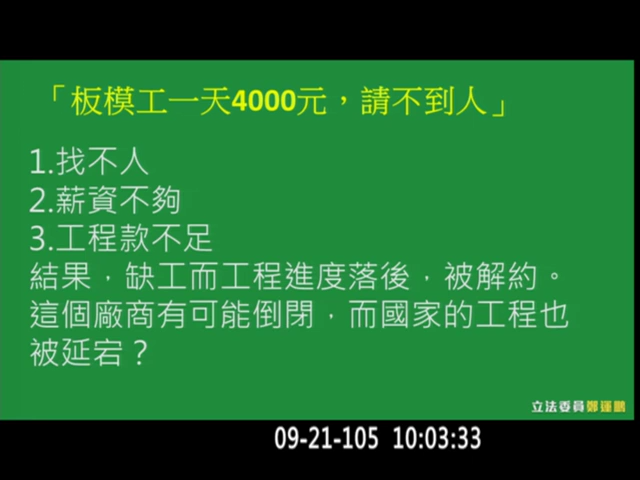 「板模工一天4000元，請不到人」
1.找不人
2.薪資不夠
3.工程款不足
結果，缺工而工程進度落後，被解約。
這個廠商有可能倒閉，而國家的工程也
被延宕？
立法委員鄭運鵬
09-21-105 10:03:33